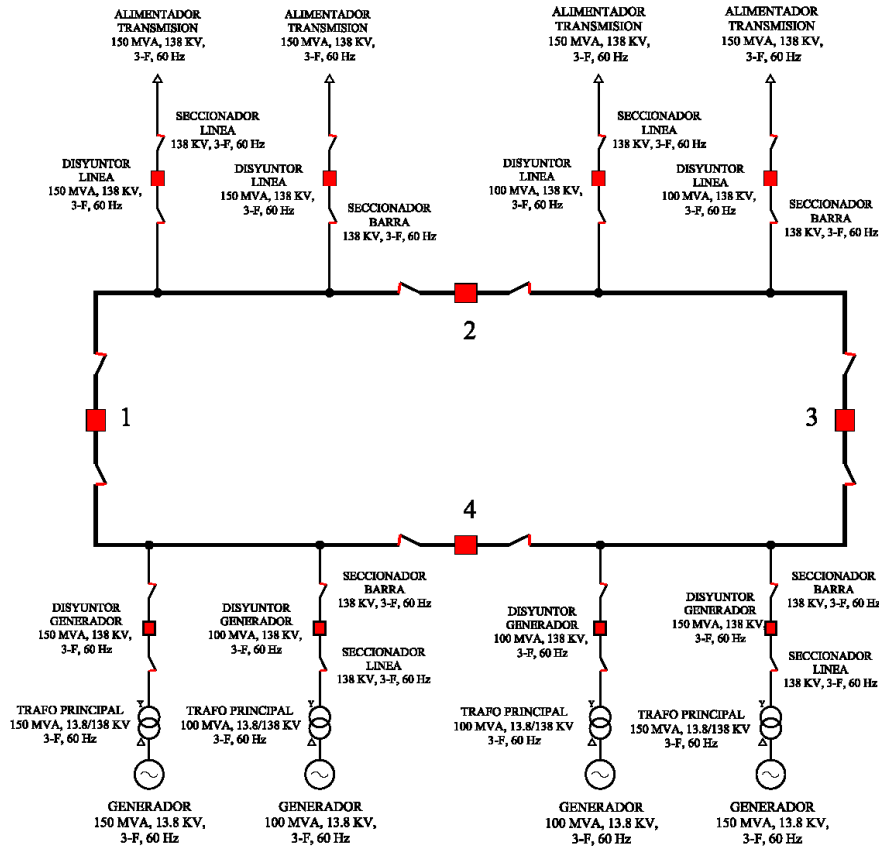 ALIMENTADOR
TRANSMISION
150 MVA, 138 KV,
3-F, 60 Hz
ALIMENTADOR
TRANSMISION
150 MVA, 138 KV,
3-F, 60 Hz
ALIMENTADOR
TRANSMISION
150 MVA, 138 KV,
3-F, 60 Hz
ALIMENTADOR
TRANSMISION
150 MVA, 138 KV,
3-F, 60 Hz
SECCIONADOR
LINEA
138 KV, 3-F, 60 Hz
SECCIONADOR
LINEA
138 KV, 3-F, 60 Hz
DISYUNTOR
LINEA
150 MVA, 138 KV,
3-F, 60 Hz
DISYUNTOR
LINEA
150 MVA, 138 KV,
3-F, 60 Hz
DISYUNTOR
LINEA
100 MVA, 138 KV,
3-F, 60 Hz
DISYUNTOR
LINEA
100 MVA, 138 KV,
3-F, 60 Hz
SECCIONADOR
BARRA
138 KV, 3-F, 60 Hz
SECCIONADOR
BARRA
138 KV, 3-F, 60 Hz
2
1
3
4
SECCIONADOR
BARRA
138 KV, 3-F, 60 Hz
SECCIONADOR
BARRA
138 KV, 3-F, 60 Hz
DISYUNTOR
GENERADOR
150 MVA, 138 KV,
3-F, 60 Hz
DISYUNTOR
GENERADOR
100 MVA, 138 KV,
3-F, 60 Hz
DISYUNTOR
GENERADOR
100 MVA, 138 KV,
3-F, 60 Hz
DISYUNTOR
GENERADOR
150 MVA, 138 KV,
3-F, 60 Hz
SECCIONADOR
LINEA
138 KV, 3-F, 60 Hz
SECCIONADOR
LINEA
138 KV, 3-F, 60 Hz
TRAFO PRINCIPAL
150 MVA, 13.8/138 KV
3-F, 60 Hz
Y
TRAFO PRINCIPAL
100 MVA, 13.8/138 KV
3-F, 60 Hz
Y
TRAFO PRINCIPAL
100 MVA, 13.8/138 KV
3-F, 60 Hz
Y
TRAFO PRINCIPAL
150 MVA, 13.8/138 KV
3-F, 60 Hz
Y
GENERADOR
150 MVA, 13.8 KV,
3-F, 60 Hz
GENERADOR
100 MVA, 13.8 KV,
3-F, 60 Hz
GENERADOR
100 MVA, 13.8 KV,
3-F, 60 Hz
GENERADOR
150 MVA, 13.8 KV,
3-F, 60 Hz